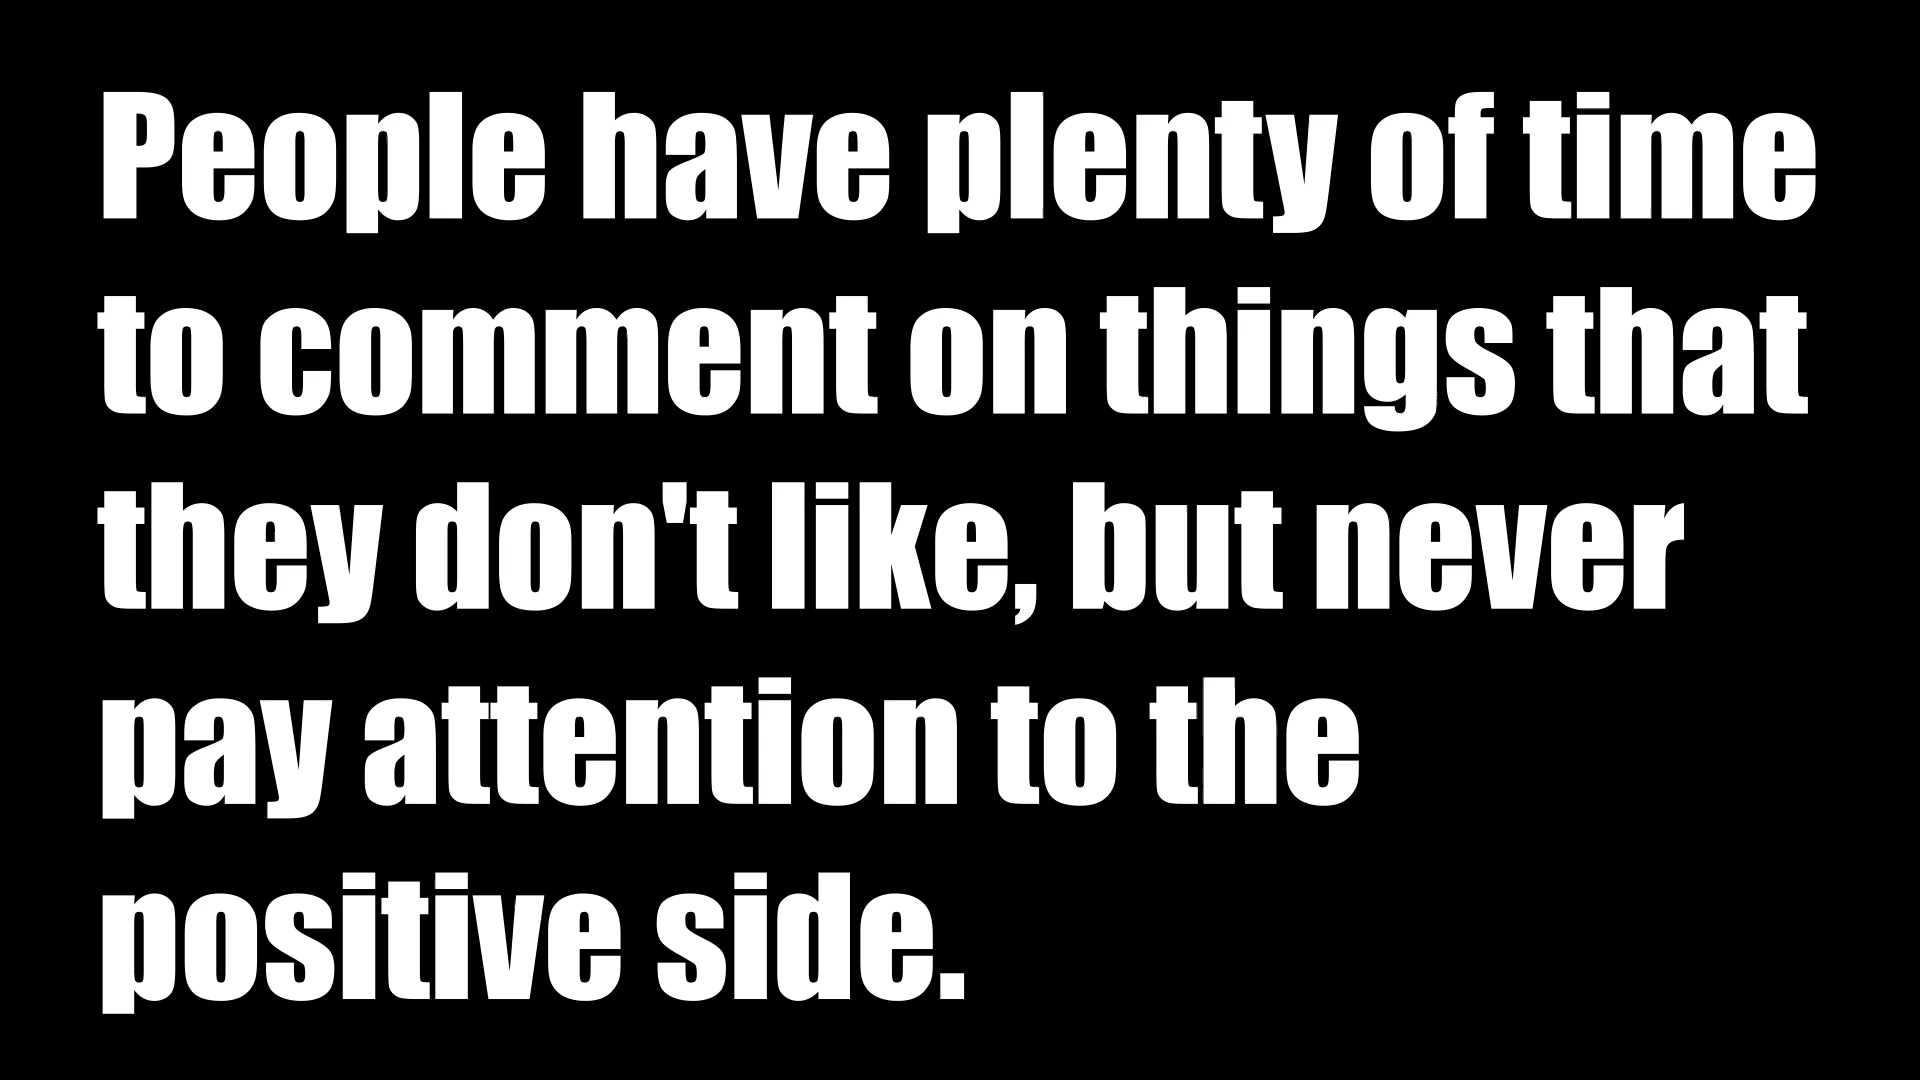 People have plenty of time
to comment on things that
they don't like, but never
pay attention to the
positive side.